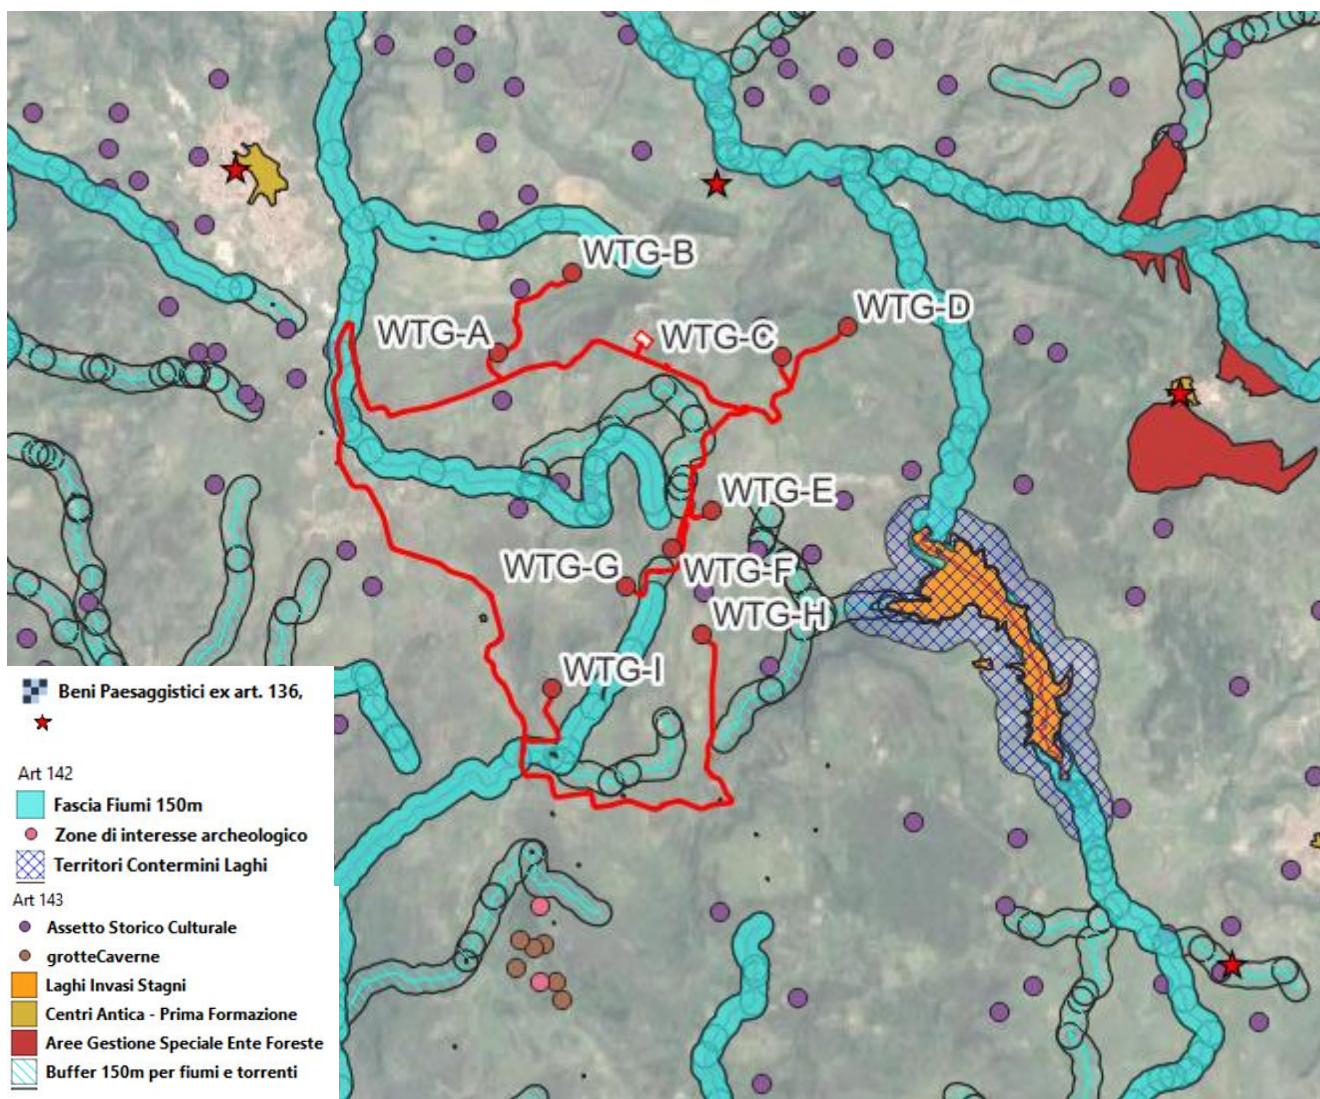 WTG-B
WTG-D
WTG-A
WTG-C
WTG-E
WTG-G
WTG-F
WTG-H
WTG-I
Beni Paesaggistici ex art. 136,
Art 142
Fascia Fiumi 150m
Zone di interesse archeologico
Territori Contermini Laghi
Art 143
Assetto Storico Culturale
grotteCaverne
Laghi Invasi Stagni
Centri Antica - Prima Formazione
Aree Gestione Speciale Ente Foreste
Buffer 150m per fiumi e torrenti